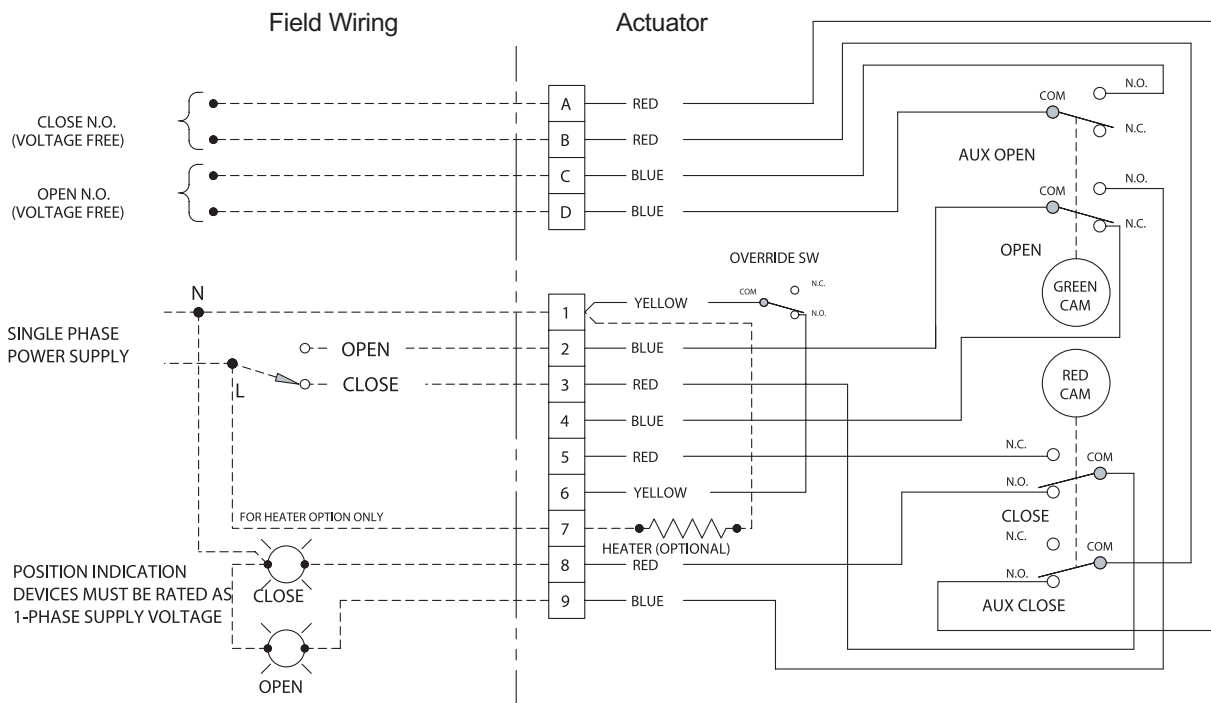 Field Wiring
Actuator
CLOSE N.O.
(VOLTAGE FREE)
OPEN N.O.
(VOLTAGE FREE)
A
RED
B
RED
C
BLUE
D
BLUE
N.O.
COM
N.C.
AUX OPEN
N.O.
COM
N.C.
OPEN
GREEN
CAM
RED
CAM
N.C.
COM
N.O.
CLOSE
N.C.
COM
N.O.
AUX CLOSE
OVERRIDE SW
N.C.
COM
N.O.
N
SINGLE PHASE
POWER SUPPLY
L
OPEN
CLOSE
1
YELLOW
2
BLUE
3
RED
4
BLUE
5
RED
6
YELLOW
7
HEATER (OPTIONAL)
8
RED
9
BLUE
FOR HEATER OPTION ONLY
POSITION INDICATION
DEVICES MUST BE RATED AS
1-PHASE SUPPLY VOLTAGE
CLOSE
OPEN